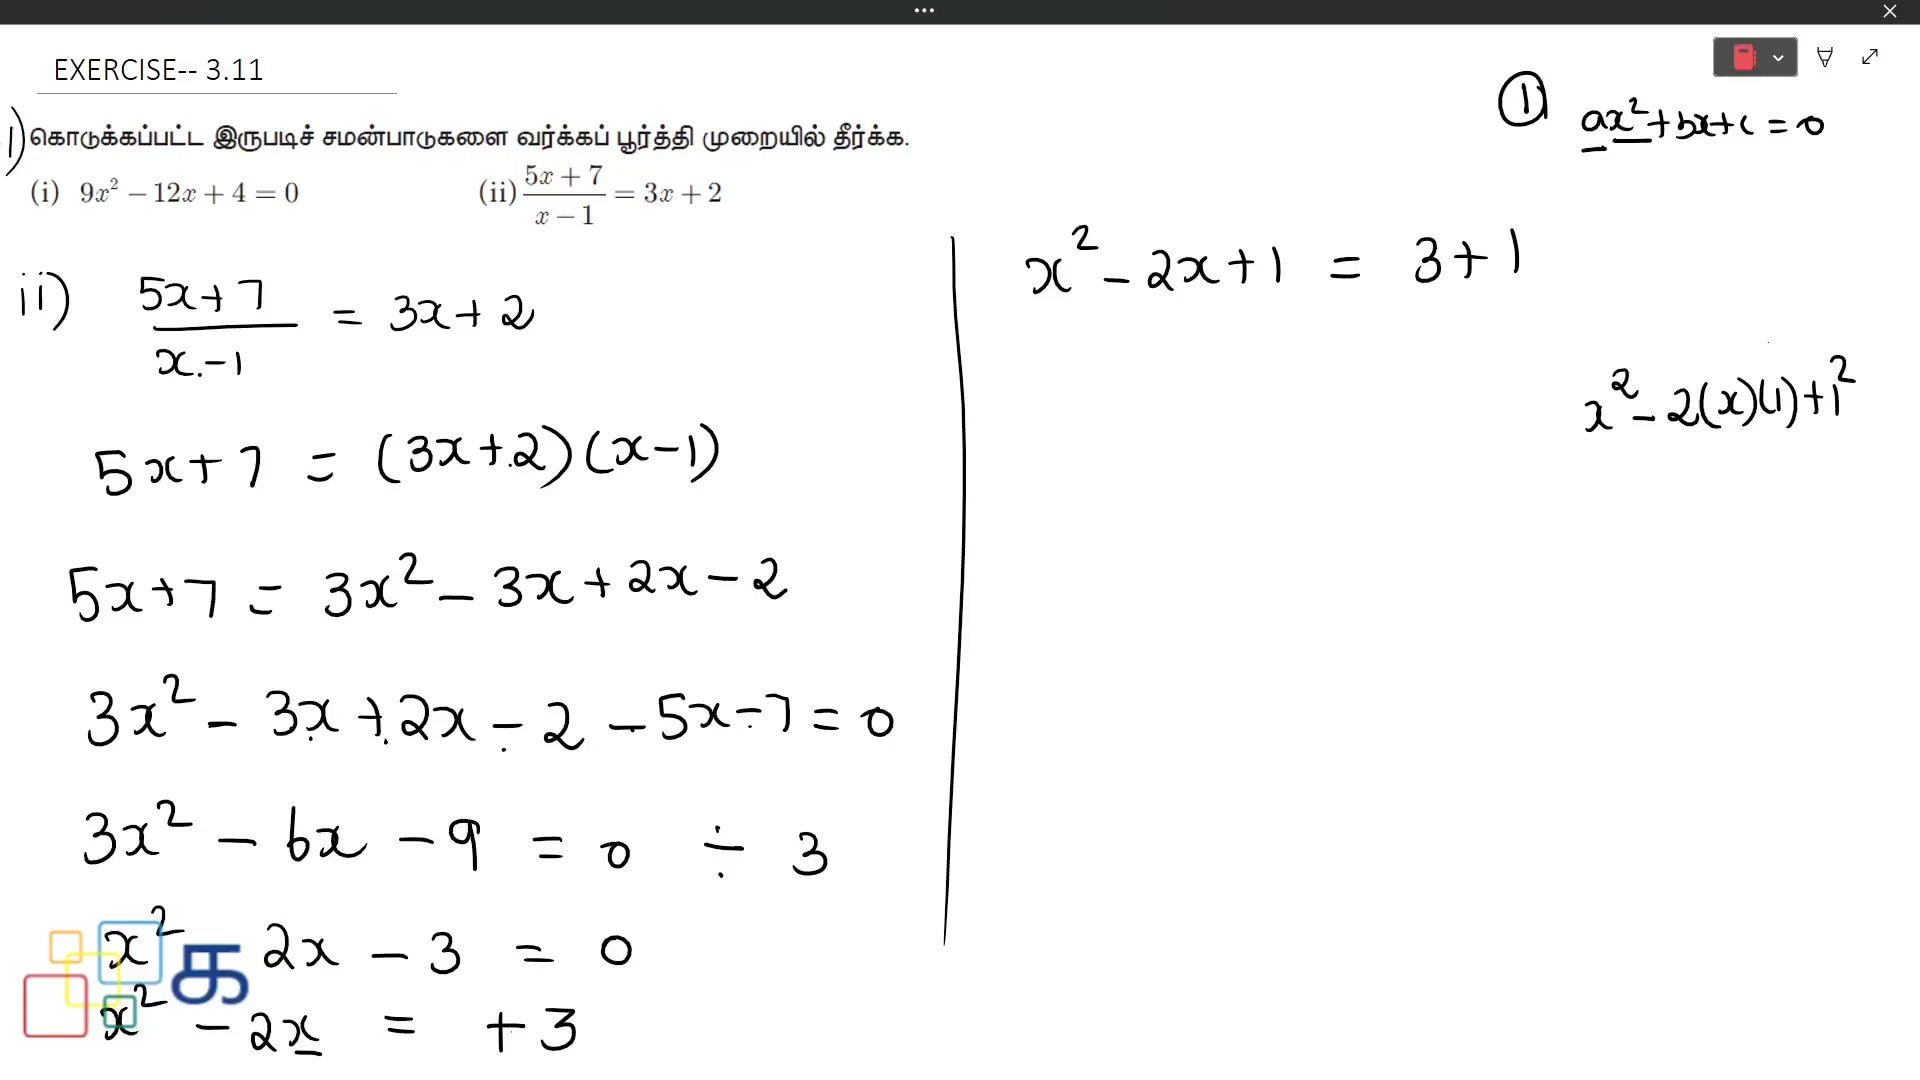 EXERCISE-- 3.11
1) கொடுக்கப்பட்ட இருபடிச் சமன்பாடுகளை வர்க்கப் பூர்த்தி முறையில் தீர்க்க.
(i) 9x² − 12x + 4 = 0 (ii) (5x + 7)/(x − 1) = 3x + 2
ii) (5x+7)/(x-1) = 3x+2
5x+7 = (3x+2)(x-1)
5x+7 = 3x² - 3x + 2x - 2
3x² - 3x + 2x - 2 - 5x - 7 = 0
3x² - 6x - 9 = 0 ÷ 3
x² 2x - 3 = 0
க
x² - 2x = +3
① ax²+bx+c = 0
x² - 2x + 1 = 3 + 1
x² - 2(x)(1) + 1²